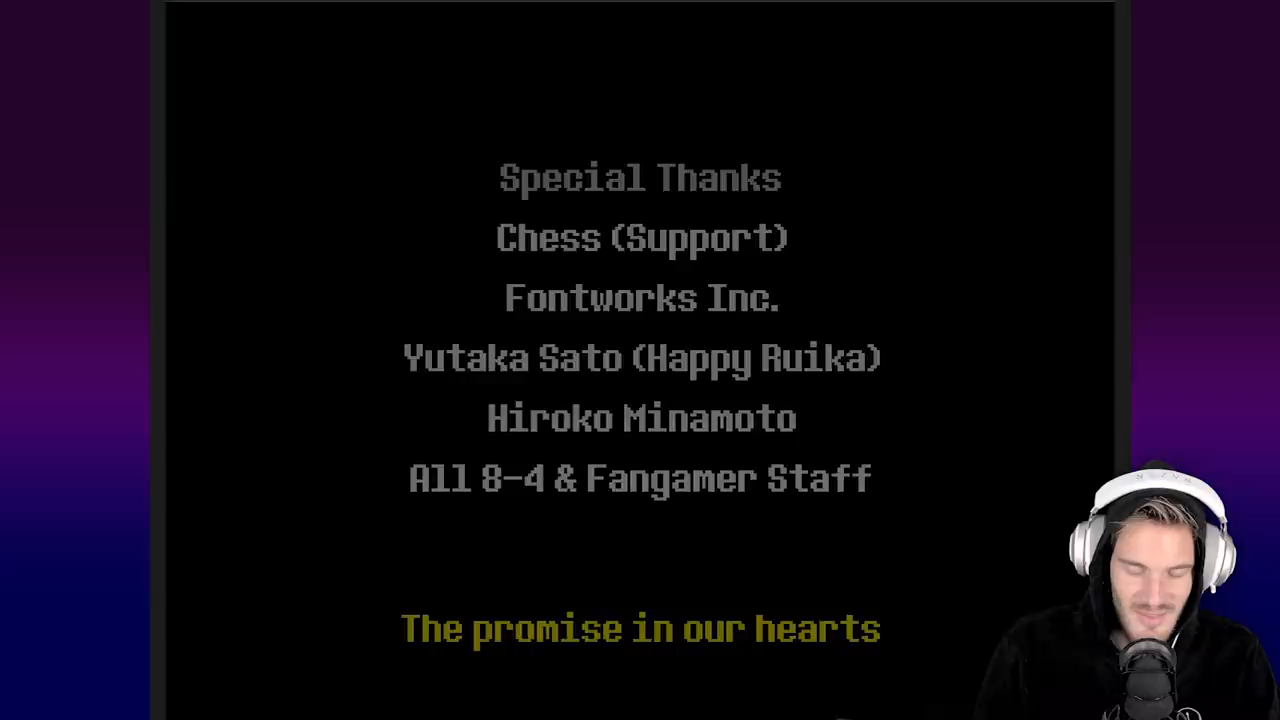 Special Thanks
Chess (Support)
Fontworks Inc.
Yutaka Sato (Happy Ruika)
Hiroko Minamoto
All 8-4 & Fangamer Staff
The promise in our hearts